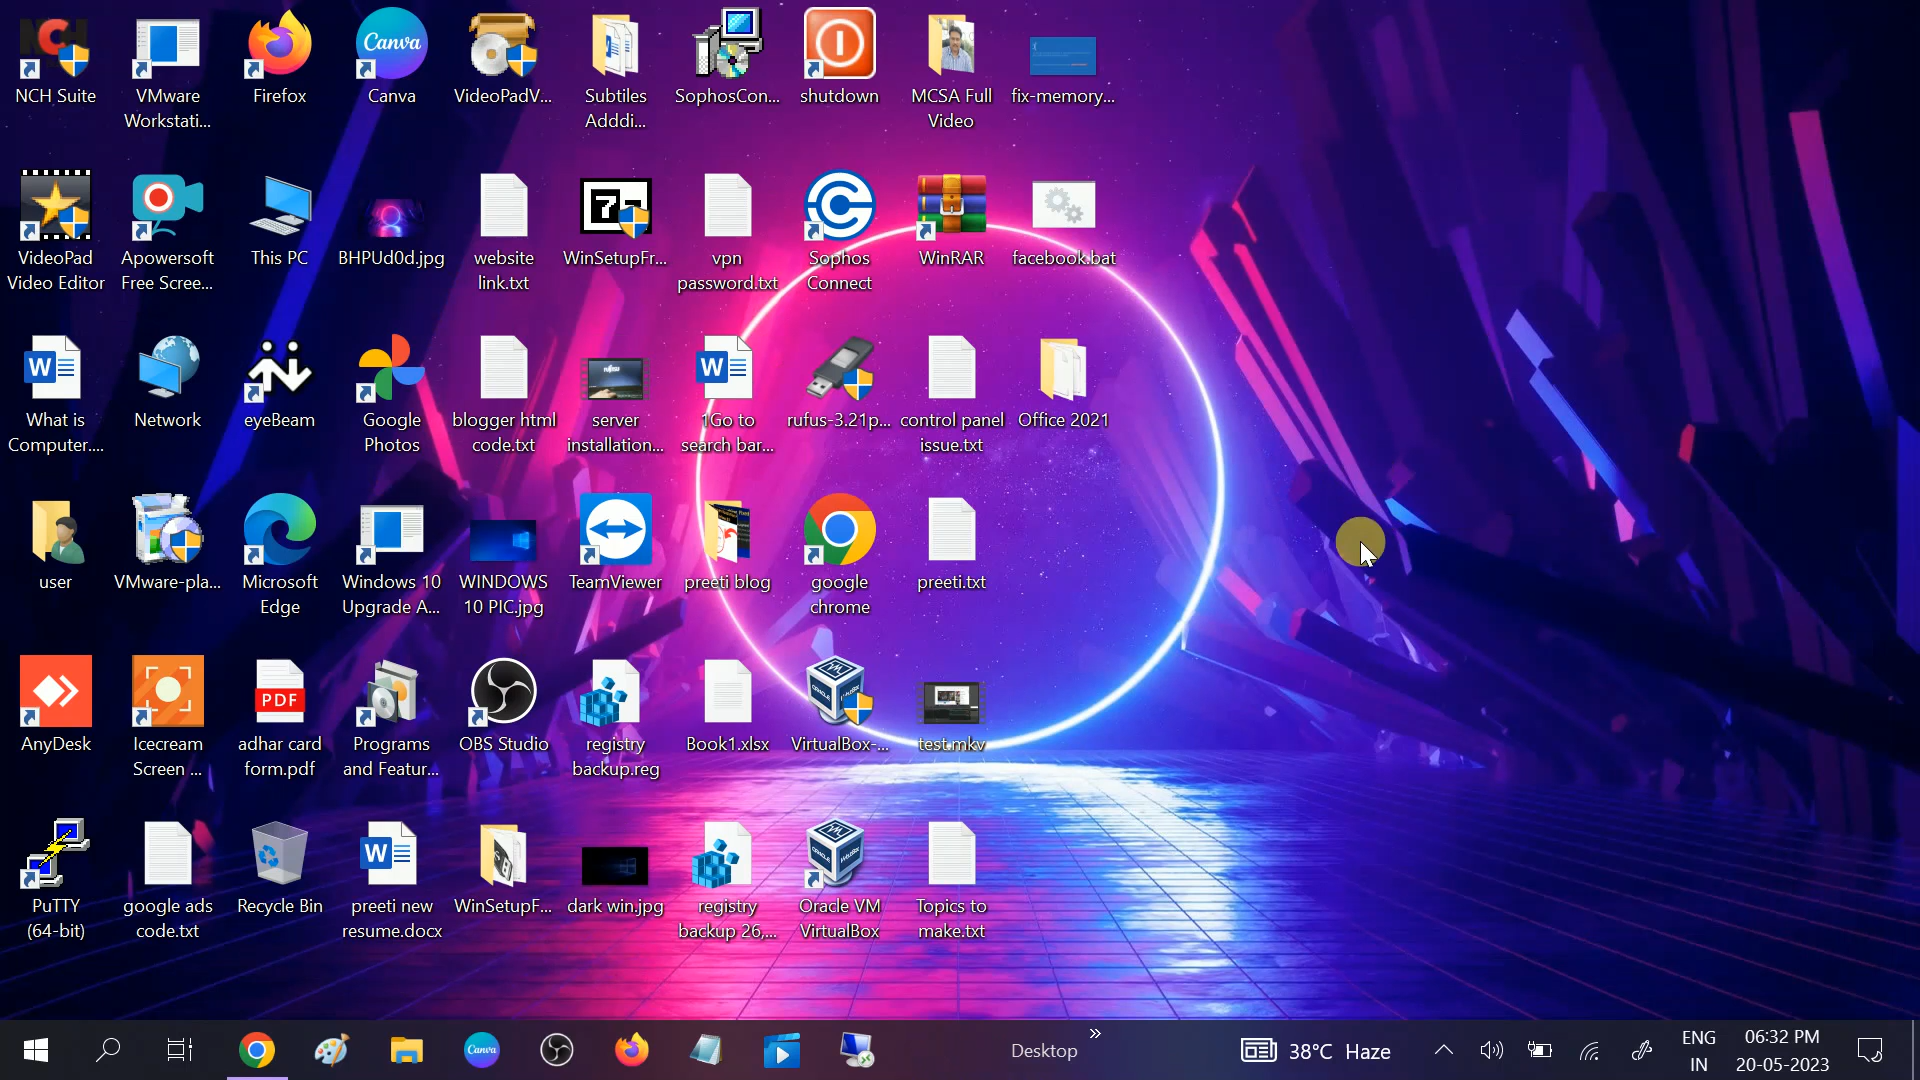 NCH Suite
VMware
Workstati...
Firefox
Canva
VideoPadV...
Subtiles
Adddi...
SophosCon...
shutdown
MCSA Full
Video
fix-memory...
VideoPad
Video Editor
Apowersoft
Free Scree...
This PC
BHPUd0d.jpg
website
link.txt
WinSetupFr...
vpn
password.txt
Sophos
Connect
WinRAR
facebook.bat
What is
Computer....
Network
eyeBeam
Google
Photos
blogger html
code.txt
server
installation...
1Go to
search bar...
rufus-3.21p...
control panel
issue.txt
Office 2021
user
VMware-pla...
Microsoft
Edge
Windows 10
Upgrade A...
WINDOWS
10 PIC.jpg
TeamViewer
preeti blog
google
chrome
preeti.txt
AnyDesk
Icecream
Screen ...
PDF
adhar card
form.pdf
Programs
and Featur...
OBS Studio
registry
backup.reg
Book1.xlsx
VirtualBox-...
test.mkv
PuTTY
(64-bit)
google ads
code.txt
Recycle Bin
preeti new
resume.docx
WinSetupF...
dark win.jpg
registry
backup 26,...
Oracle VM
VirtualBox
Topics to
make.txt
Desktop
38°C Haze
ENG
IN
06:32 PM
20-05-2023